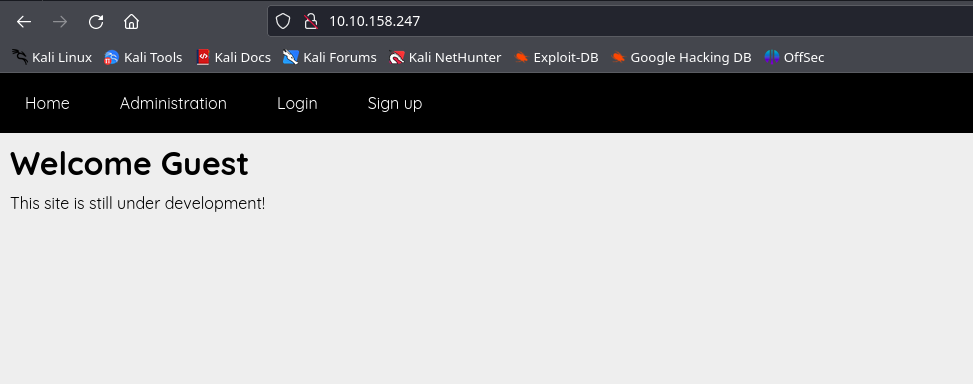 10.10.158.247
Kali Linux Kali Tools Kali Docs Kali Forums Kali NetHunter Exploit-DB Google Hacking DB OffSec
Home Administration Login Sign up
Welcome Guest
This site is still under development!